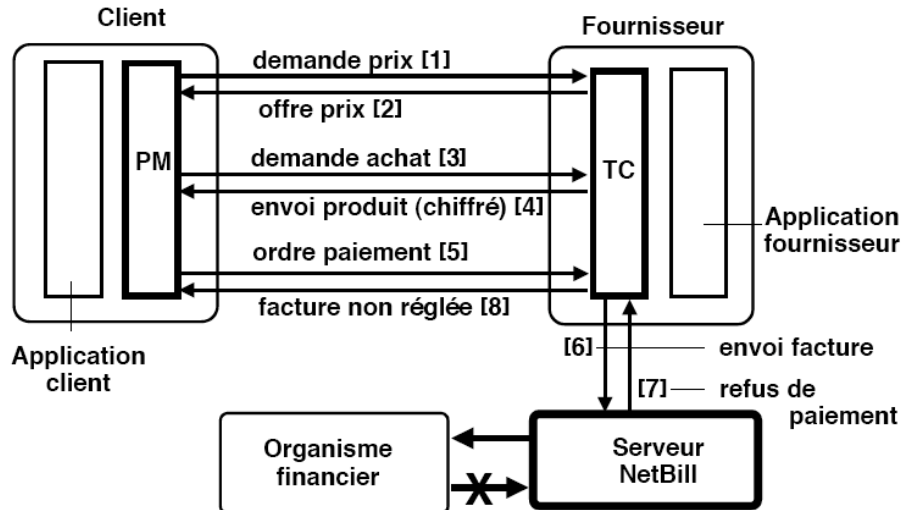 Client
Fournisseur
demande prix [1]
offre prix [2]
PM
demande achat [3]
TC
envoi produit (chiffré) [4]
Application
fournisseur
ordre paiement [5]
facture non réglée [8]
Application
client
[6]
envoi facture
[7]
refus de
paiement
Organisme
financier
X
Serveur
NetBill